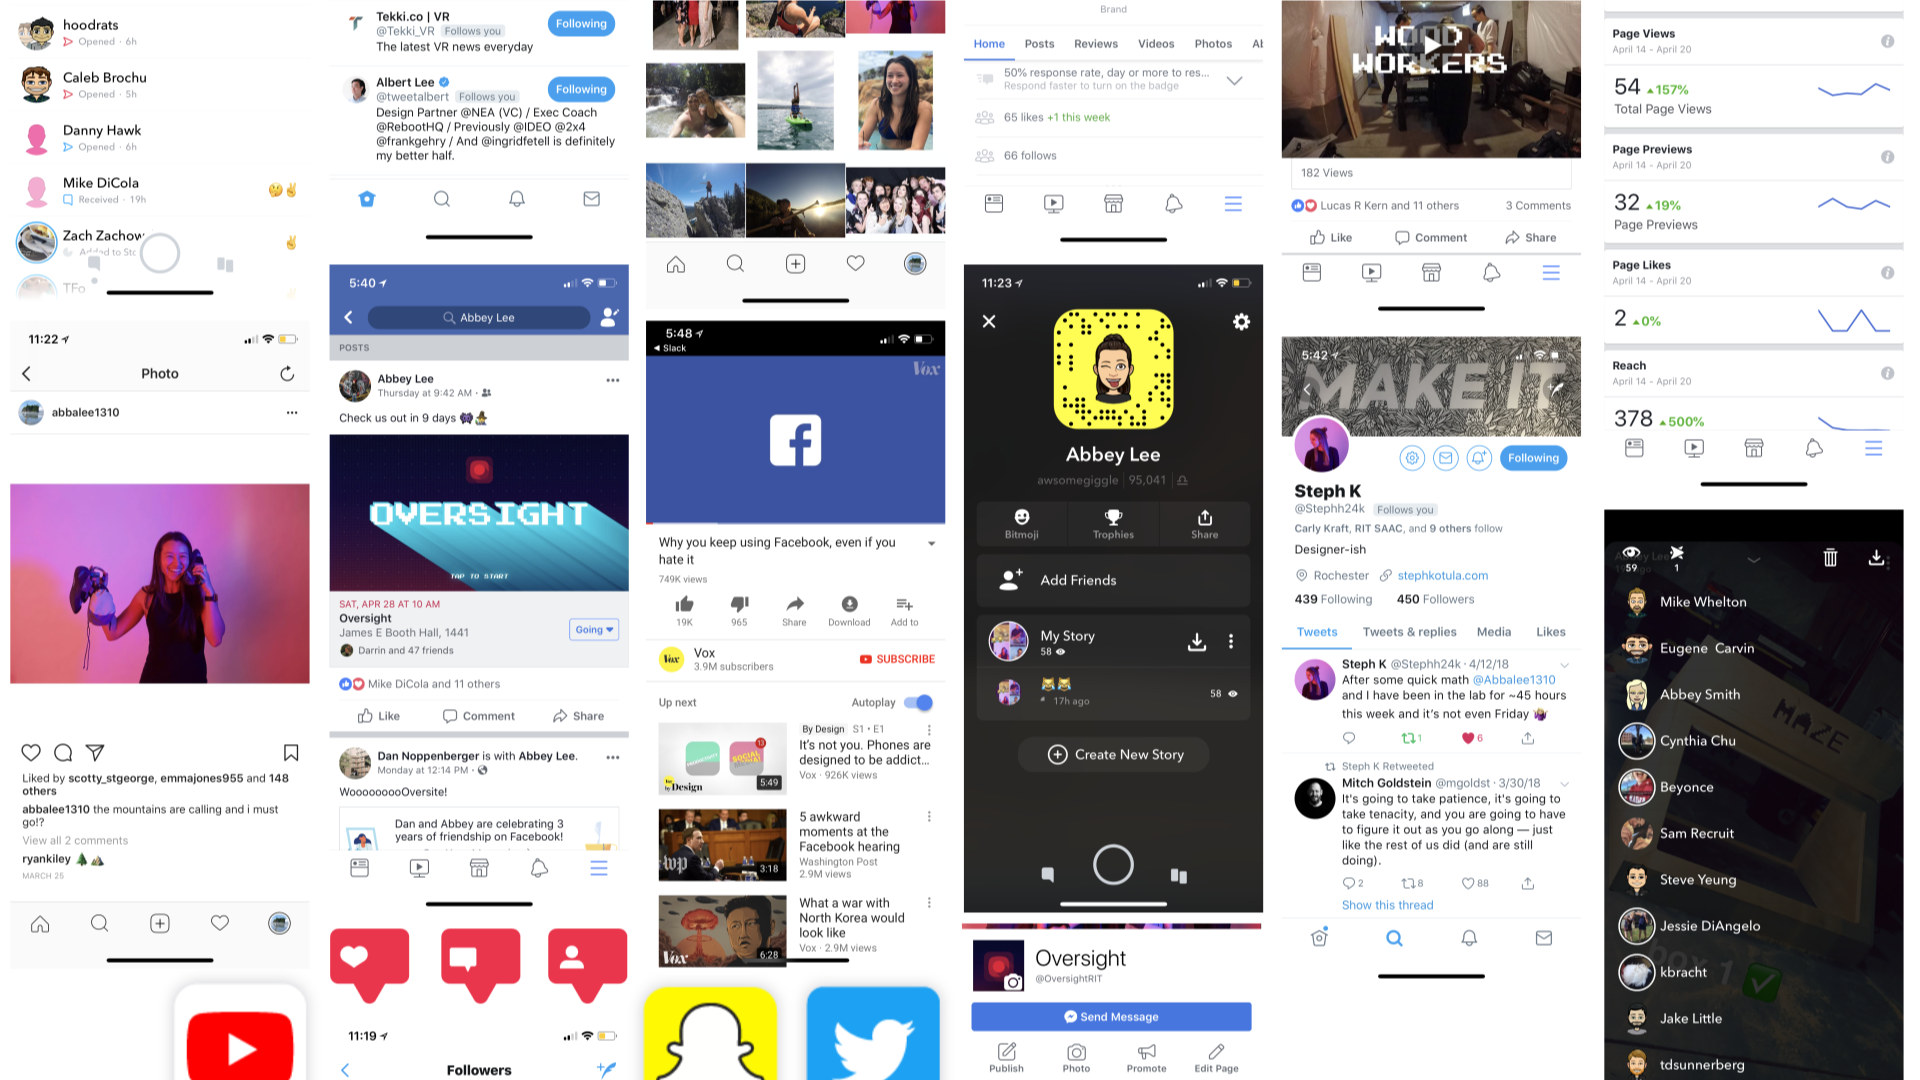 hoodrats
Opened · 6h
Caleb Brochu
Opened · 5h
Danny Hawk
Opened · 6h
Mike DiCola
Received · 19h
Zach Zachow
Added to Sto
TFo
11:22
Photo
abbalee1310
Liked by scotty_stgeorge, emmajones955 and 148
others
abbalee1310 the mountains are calling and i must
go!?
View all 2 comments
ryankiley
MARCH 25
Tekki.co | VR
@Tekki_VR Follows you
The latest VR news everyday
Following
Albert Lee
@tweetalbert Follows you
Following
Design Partner @NEA (VC) / Exec Coach
@RebootHQ / Previously @IDEO @2x4
@frankgehry / And @ingridfetell is definitely
my better half.
5:40
Abbey Lee
POSTS
Abbey Lee
Thursday at 9:42 AM ·
Check us out in 9 days
OVERSIGHT
TAP TO START
SAT, APR 28 AT 10 AM
Oversight
James E Booth Hall, 1441
Darrin and 47 friends
Going
Mike DiCola and 11 others
Like Comment Share
Dan Noppenberger is with Abbey Lee.
Monday at 12:14 PM ·
WoooooooOversite!
Dan and Abbey are celebrating 3
years of friendship on Facebook!
11:19
Followers
5:48
Slack
Vox
Why you keep using Facebook, even if you
hate it
749K views
19K 965 Share Download Add to
Vox
Vox
3.9M subscribers
SUBSCRIBE
Up next
Autoplay
By Design S1 • E1
It's not you. Phones are
designed to be addict...
Vox · 926K views
by Design
13
5:49
5 awkward
moments at the
Facebook hearing
Washington Post
2.9M views
wp
3:18
What a war with
North Korea would
look like
Vox · 2.9M views
Vox
6:28
Brand
Home Posts Reviews Videos Photos Al
50% response rate, day or more to res...
Respond faster to turn on the badge
65 likes +1 this week
66 follows
11:23
Abbey Lee
awsomegiggle 95,041
Bitmoji Trophies Share
Add Friends
My Story
58
17h ago
58
Create New Story
Oversight
@OversightRIT
Send Message
Publish Photo Promote Edit Page
WOOD
WORKERS
182 Views
Lucas R Kern and 11 others
3 Comments
Like Comment Share
5:42
MAKE IT
Following
Steph K
@Stephh24k Follows you
Carly Kraft, RIT SAAC, and 9 others follow
Designer-ish
Rochester stephkotula.com
439 Following 450 Followers
Tweets Tweets & replies Media Likes
Steph K @Stephh24k · 4/12/18
After some quick math @Abbalee1310
and I have been in the lab for ~45 hours
this week and it's not even Friday
1 6
Steph K Retweeted
Mitch Goldstein @mgoldst · 3/30/18
It's going to take patience, it's going to
take tenacity, and you are going to have
to figure it out as you go along — just
like the rest of us did (and are still
doing).
2 8 88
Show this thread
Page Views
April 14 - April 20
54 157%
Total Page Views
Page Previews
April 14 - April 20
32 19%
Page Previews
Page Likes
April 14 - April 20
2 0%
Reach
April 14 - April 20
378 500%
59 1
Mike Whelton
Eugene Carvin
Abbey Smith
Cynthia Chu
Beyonce
Sam Recruit
Steve Yeung
Jessie DiAngelo
kbracht
Jake Little
tdsunnerberg
MAZE
box 1